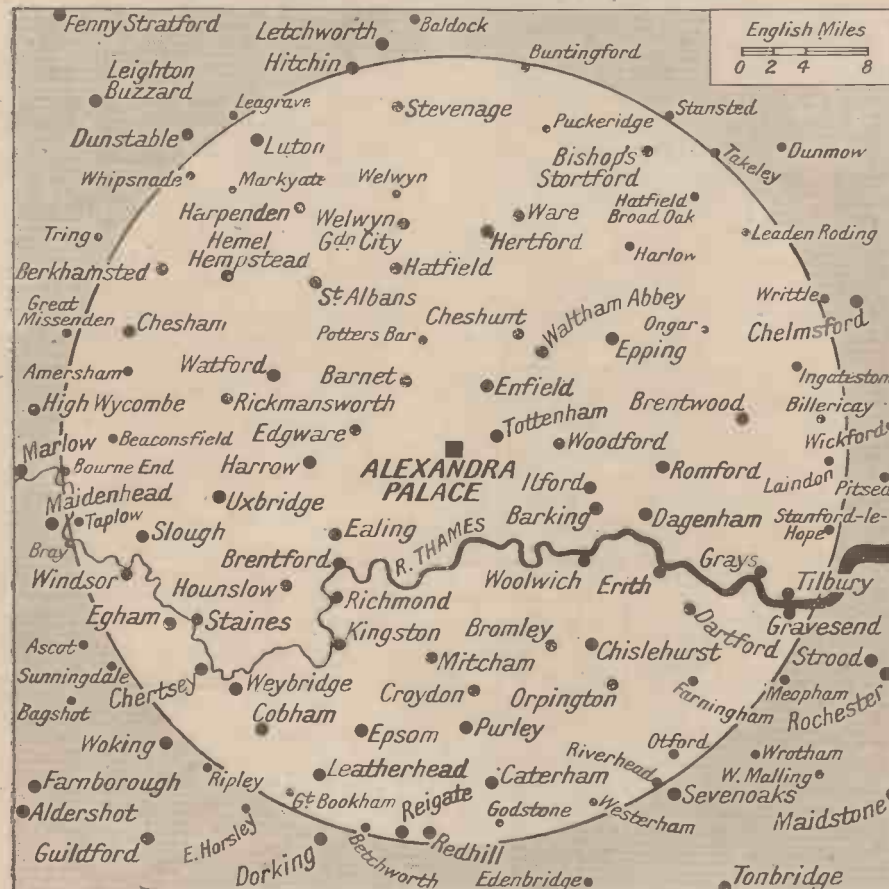 Fenny Stratford
Baldock
Letchworth
English Miles
0 2 4 8
Hitchin
Buntingford
Leighton
Buzzard
Leagrave
Stevenage
Stansted
Puckeridge
Dunstable
Luton
Bishop's
Stortford
Takeley
Dunmow
Whipsnade
Markyate
Welwyn
Harpenden
Welwyn
Gdn City
Ware
Hatfield
Broad Oak
Tring
Hemel
Hempstead
Hertford
Harlow
Leaden Roding
Berkhamsted
Hatfield
St Albans
Writtle
Great
Missenden
Chesham
Potters Bar
Cheshunt
Waltham Abbey
Ongar
Epping
Chelmsford
Amersham
Watford
Barnet
Enfield
Ingateston
High Wycombe
Rickmansworth
Tottenham
Brentwood
Billericay
Marlow
Beaconsfield
Edgware
Woodford
Wickford
Bourne End
Harrow
ALEXANDRA
PALACE
Ilford
Romford
Laindon
Pitsea
Maidenhead
Taplow
Uxbridge
Barking
Dagenham
Stanford-le-
Hope
Slough
Ealing
R. THAMES
Bray
Brentford
Woolwich
Erith
Grays
Tilbury
Windsor
Hounslow
Richmond
Egham
Staines
Kingston
Bromley
Dartford
Gravesend
Ascot
Mitcham
Chislehurst
Strood
Sunningdale
Chertsey
Weybridge
Croydon
Orpington
Farningham
Meopham
Rochester
Bagshot
Cobham
Epsom
Purley
Woking
Otford
Wrotham
Ripley
Leatherhead
Caterham
Riverhead
W. Malling
Farnborough
Gt Bookham
Reigate
Godstone
Westerham
Sevenoaks
Aldershot
Maidstone
Guildford
E. Horsley
Dorking
Betchworth
Redhill
Edenbridge
Tonbridge